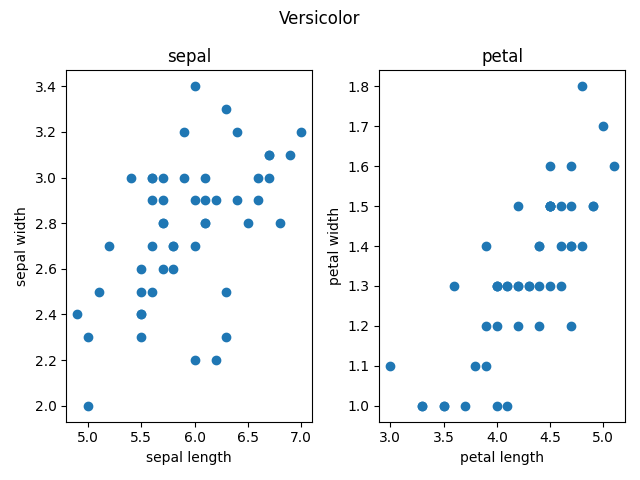 Versicolor
sepal
3.4
3.2
3.0
2.8
2.6
2.4
2.2
2.0
sepal width
5.0 5.5 6.0 6.5 7.0
sepal length
petal
1.8
1.7
1.6
1.5
1.4
1.3
1.2
1.1
1.0
petal width
3.0 3.5 4.0 4.5 5.0
petal length